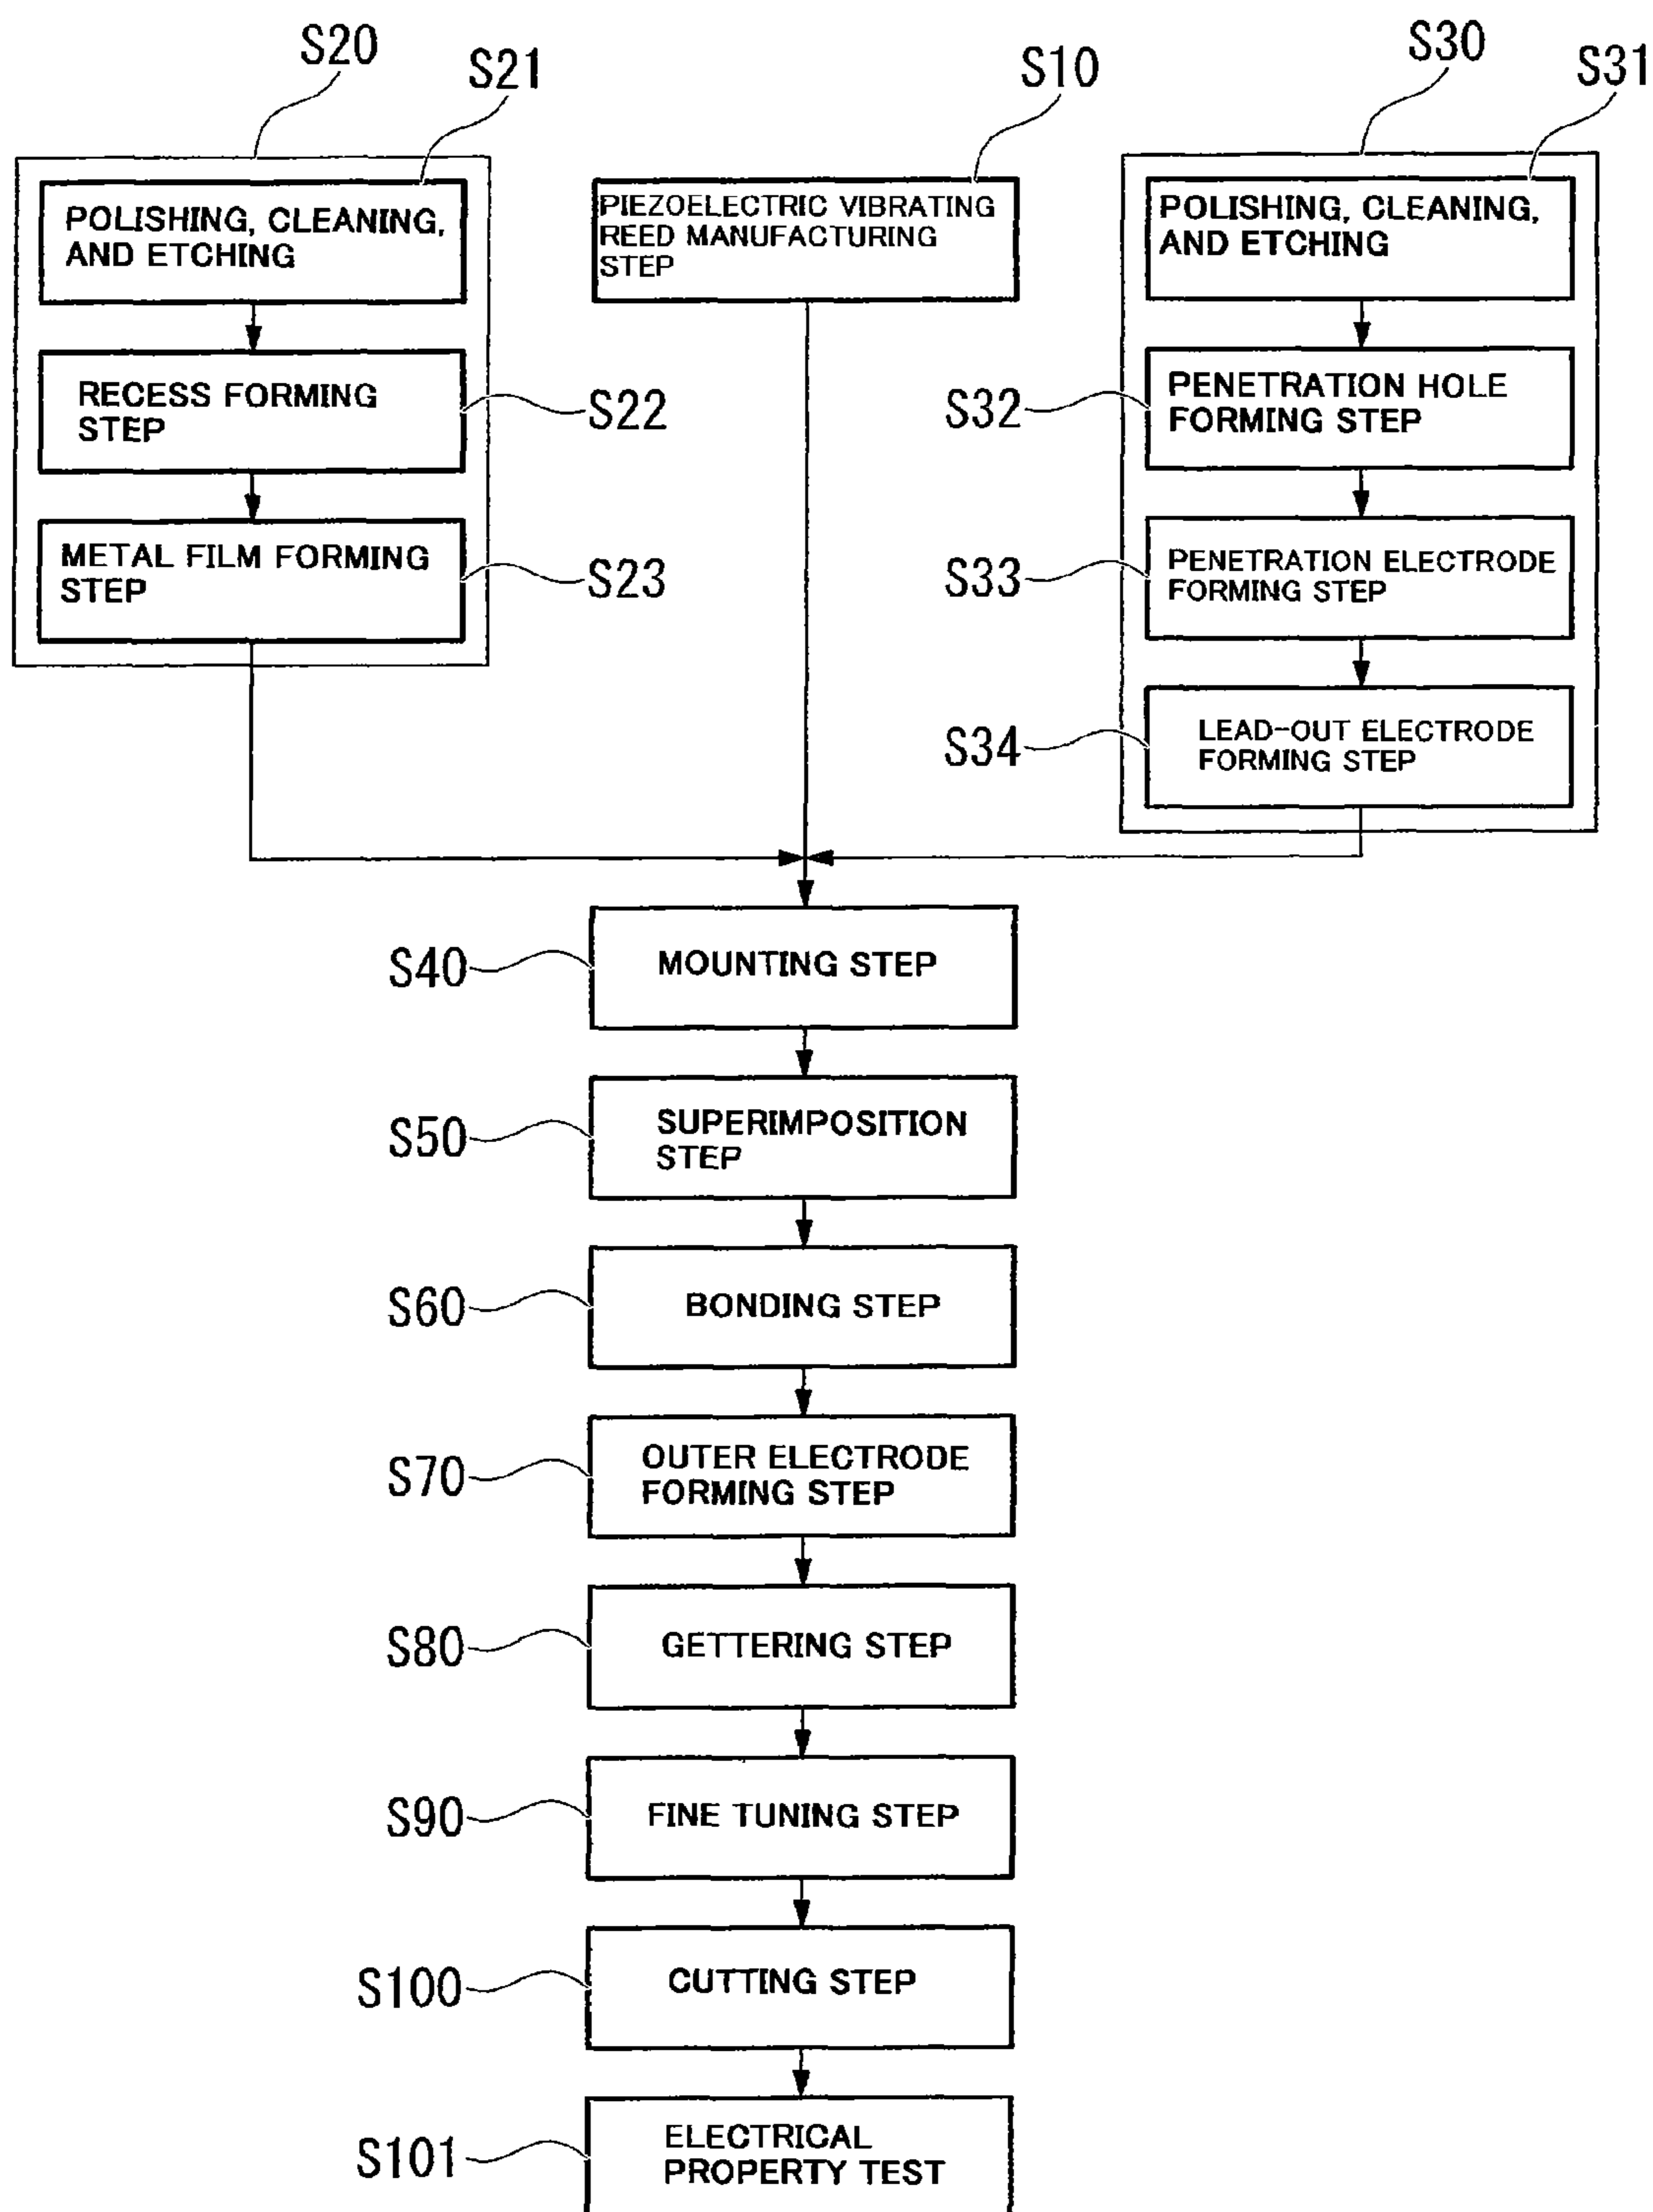 S20
S21
POLISHING, CLEANING,
AND ETCHING
RECESS FORMING
STEP
S22
METAL FILM FORMING
STEP
S23
S10
PIEZOELECTRIC VIBRATING
REED MANUFACTURING
STEP
S30
S31
POLISHING, CLEANING,
AND ETCHING
S32
PENETRATION HOLE
FORMING STEP
S33
PENETRATION ELECTRODE
FORMING STEP
S34
LEAD-OUT ELECTRODE
FORMING STEP
S40
MOUNTING STEP
S50
SUPERIMPOSITION
STEP
S60
BONDING STEP
S70
OUTER ELECTRODE
FORMING STEP
S80
GETTERING STEP
S90
FINE TUNING STEP
S100
CUTTING STEP
S101
ELECTRICAL
PROPERTY TEST